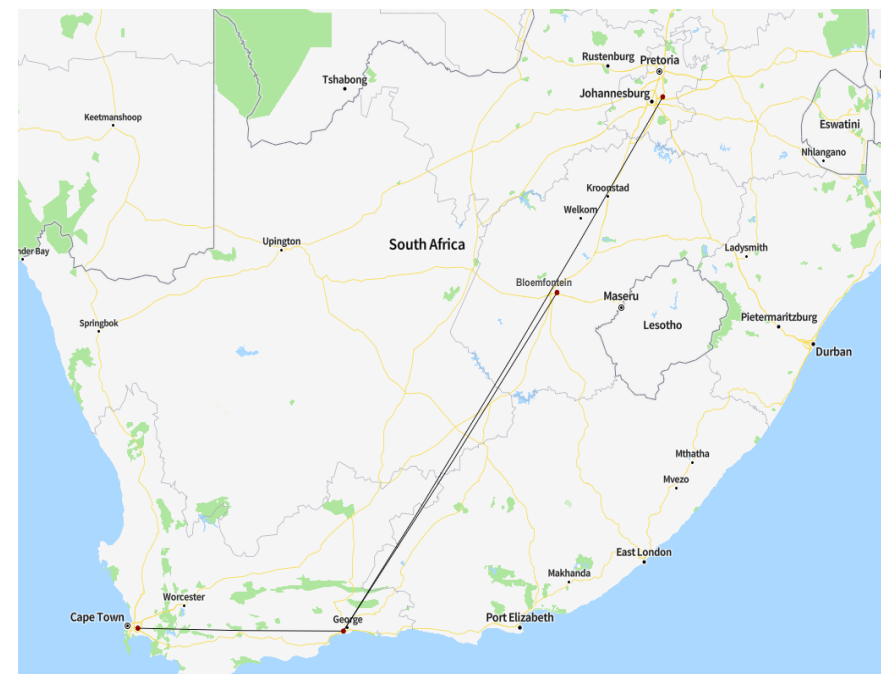 Rustenburg
Pretoria
Tshabong
Johannesburg
Keetmanshoop
Eswatini
Nhlangano
Kroonstad
Welkom
Upington
South Africa
Ladysmith
nder Bay
Bloemfontein
Maseru
Springbok
Lesotho
Pietermaritzburg
Durban
Mthatha
Mvezo
East London
Makhanda
Worcester
Cape Town
George
Port Elizabeth